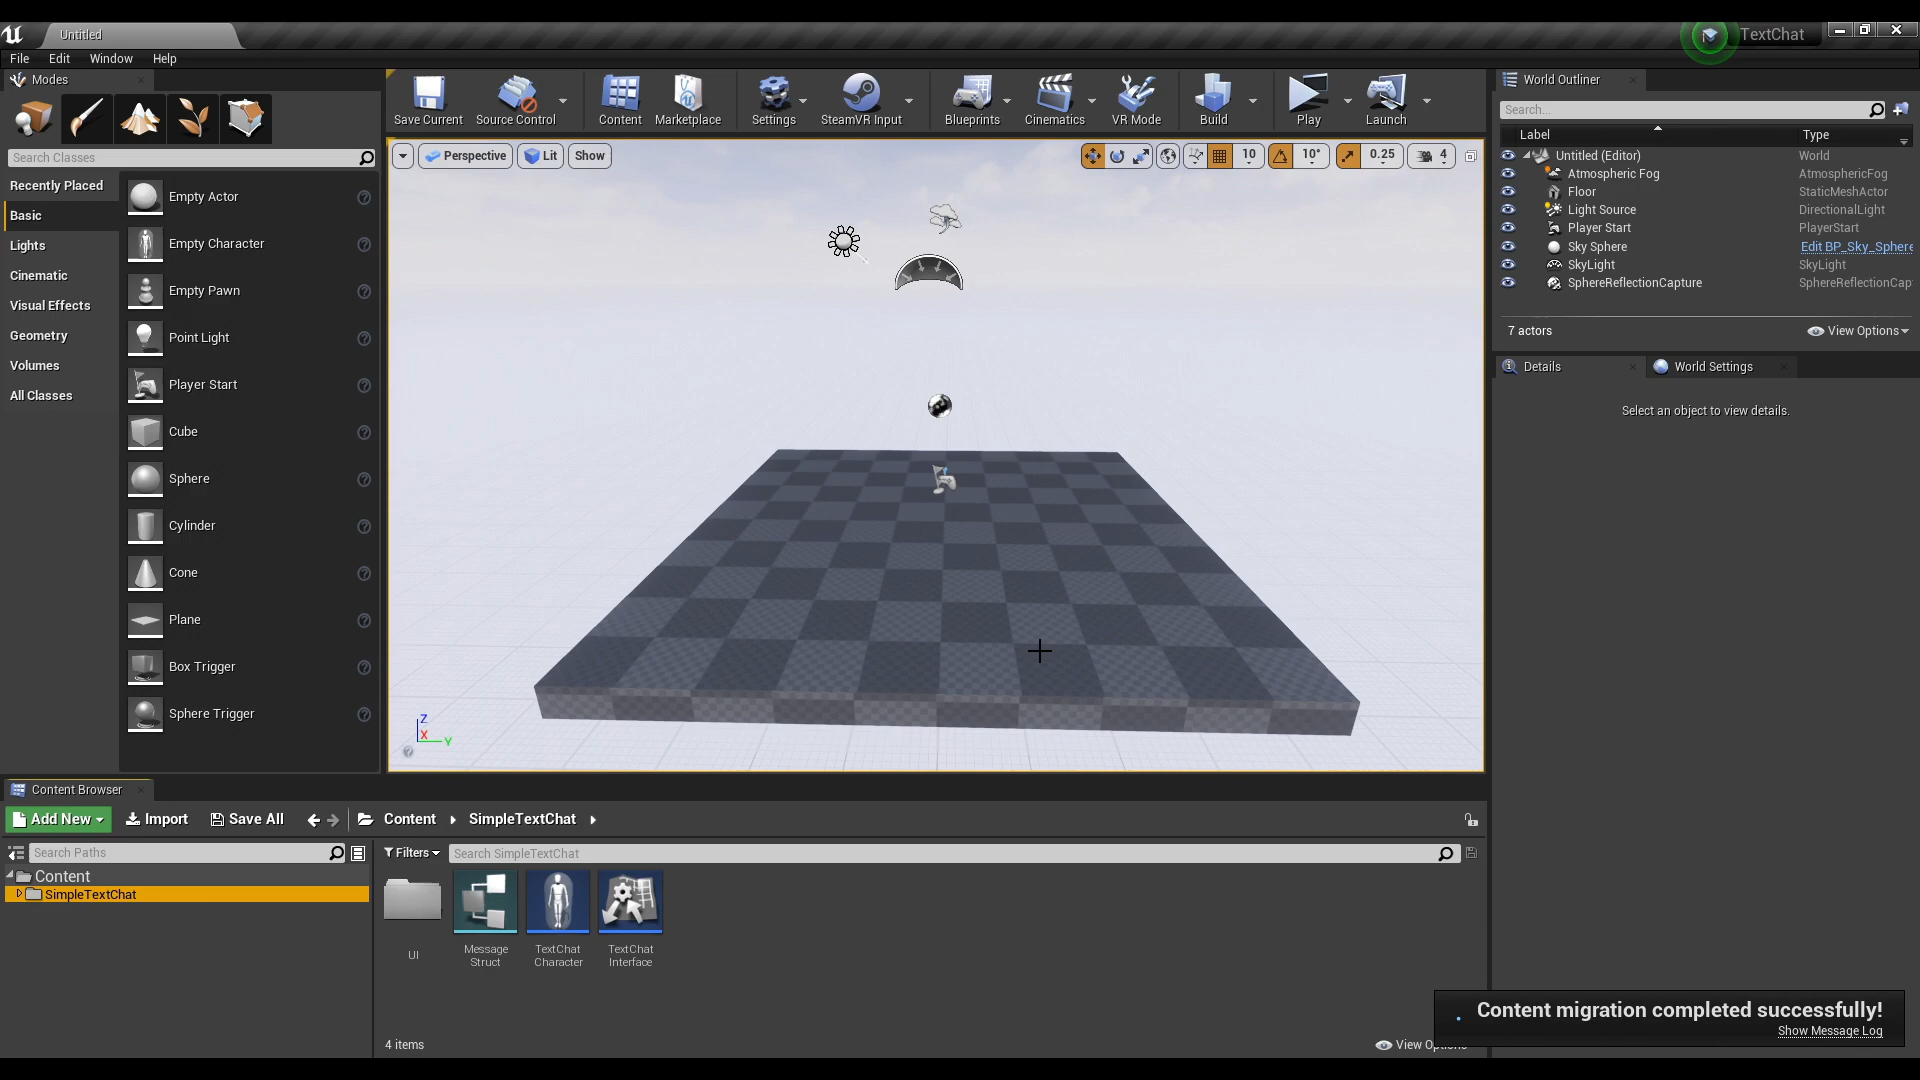 Untitled
TextChat
File
Edit
Window
Help
Modes
Search Classes
Recently Placed
Basic
Lights
Cinematic
Visual Effects
Geometry
Volumes
All Classes
Empty Actor
Empty Character
Empty Pawn
Point Light
Player Start
Cube
Sphere
Cylinder
Cone
Plane
Box Trigger
Sphere Trigger
Save Current
Source Control
Content
Marketplace
Settings
SteamVR Input
Blueprints
Cinematics
VR Mode
Build
Play
Launch
Perspective
Lit
Show
10
10°
0.25
4
Z
X
Y
World Outliner
Search...
Label
Type
Untitled (Editor)
World
Atmospheric Fog
AtmosphericFog
Floor
StaticMeshActor
Light Source
DirectionalLight
Player Start
PlayerStart
Sky Sphere
Edit BP_Sky_Sphere
SkyLight
SkyLight
SphereReflectionCapture
SphereReflectionCap
7 actors
View Options
Details
World Settings
Select an object to view details.
Content Browser
Add New
Import
Save All
Content
SimpleTextChat
Search Paths
Content
SimpleTextChat
Filters
Search SimpleTextChat
UI
Message
Struct
TextChat
Character
TextChat
Interface
4 items
View Options
Content migration completed successfully!
Show Message Log